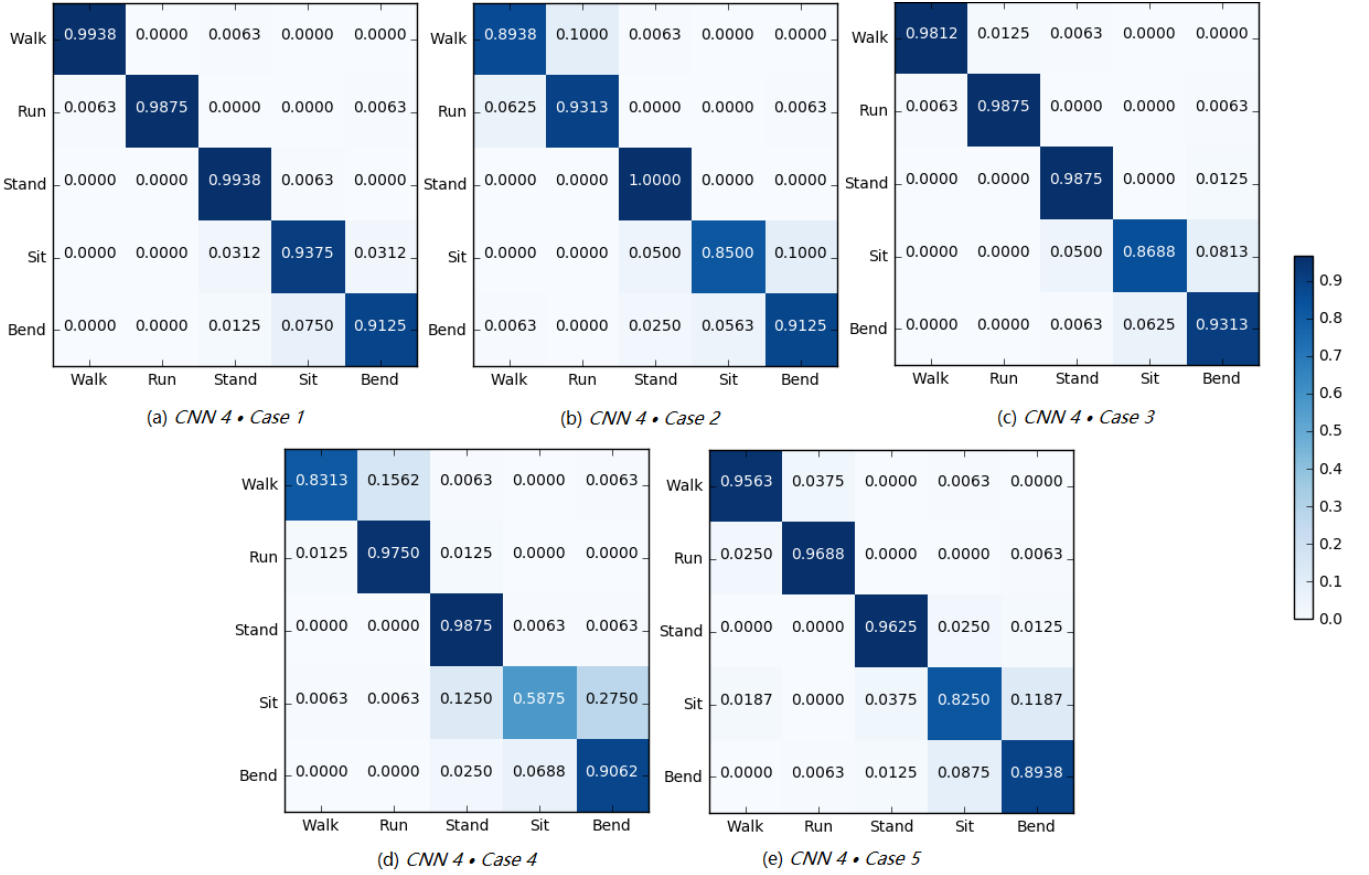 Walk 0.9938 0.0000 0.0063 0.0000 0.0000
Run 0.0063 0.9875 0.0000 0.0000 0.0063
Stand 0.0000 0.0000 0.9938 0.0063 0.0000
Sit 0.0000 0.0000 0.0312 0.9375 0.0312
Bend 0.0000 0.0000 0.0125 0.0750 0.9125
Walk Run Stand Sit Bend
(a) CNN 4 • Case 1
Walk 0.8938 0.1000 0.0063 0.0000 0.0000
Run 0.0625 0.9313 0.0000 0.0000 0.0063
Stand 0.0000 0.0000 1.0000 0.0000 0.0000
Sit 0.0000 0.0000 0.0500 0.8500 0.1000
Bend 0.0063 0.0000 0.0250 0.0563 0.9125
Walk Run Stand Sit Bend
(b) CNN 4 • Case 2
Walk 0.9812 0.0125 0.0063 0.0000 0.0000
Run 0.0063 0.9875 0.0000 0.0000 0.0063
Stand 0.0000 0.0000 0.9875 0.0000 0.0125
Sit 0.0000 0.0000 0.0500 0.8688 0.0813
Bend 0.0000 0.0000 0.0063 0.0625 0.9313
Walk Run Stand Sit Bend
(c) CNN 4 • Case 3
Walk 0.8313 0.1562 0.0063 0.0000 0.0063
Run 0.0125 0.9750 0.0125 0.0000 0.0000
Stand 0.0000 0.0000 0.9875 0.0063 0.0063
Sit 0.0063 0.0063 0.1250 0.5875 0.2750
Bend 0.0000 0.0000 0.0250 0.0688 0.9062
Walk Run Stand Sit Bend
(d) CNN 4 • Case 4
Walk 0.9563 0.0375 0.0000 0.0063 0.0000
Run 0.0250 0.9688 0.0000 0.0000 0.0063
Stand 0.0000 0.0000 0.9625 0.0250 0.0125
Sit 0.0187 0.0000 0.0375 0.8250 0.1187
Bend 0.0000 0.0063 0.0125 0.0875 0.8938
Walk Run Stand Sit Bend
(e) CNN 4 • Case 5
0.9
0.8
0.7
0.6
0.5
0.4
0.3
0.2
0.1
0.0